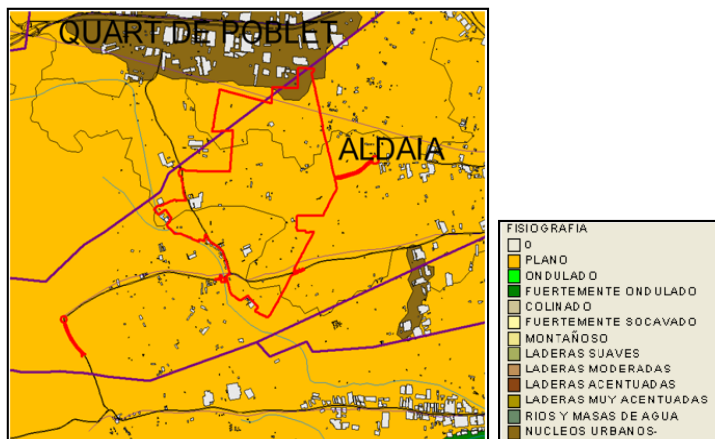 QUART DE POBLET
ALDAIA
FISIOGRAFIA
0
PLANO
ONDULADO
FUERTEMENTE ONDULADO
COLINADO
FUERTEMENTE SOCAVADO
MONTAÑOSO
LADERAS SUAVES
LADERAS MODERADAS
LADERAS ACENTUADAS
LADERAS MUY ACENTUADAS
RIOS Y MASAS DE AGUA
NUCLEOS URBANOS-